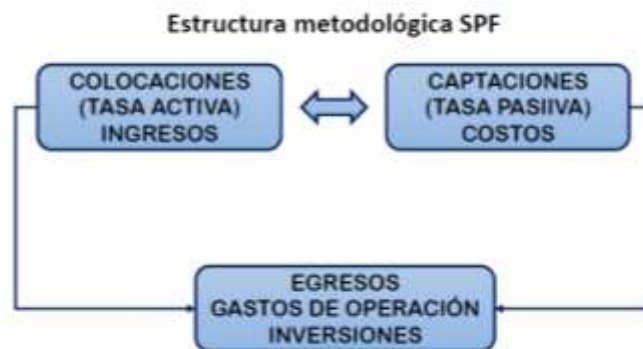 Estructura metodológica SPF
COLOCACIONES
(TASA ACTIVA)
INGRESOS
CAPTACIONES
(TASA PASIIVA)
COSTOS
EGRESOS
GASTOS DE OPERACIÓN
INVERSIONES